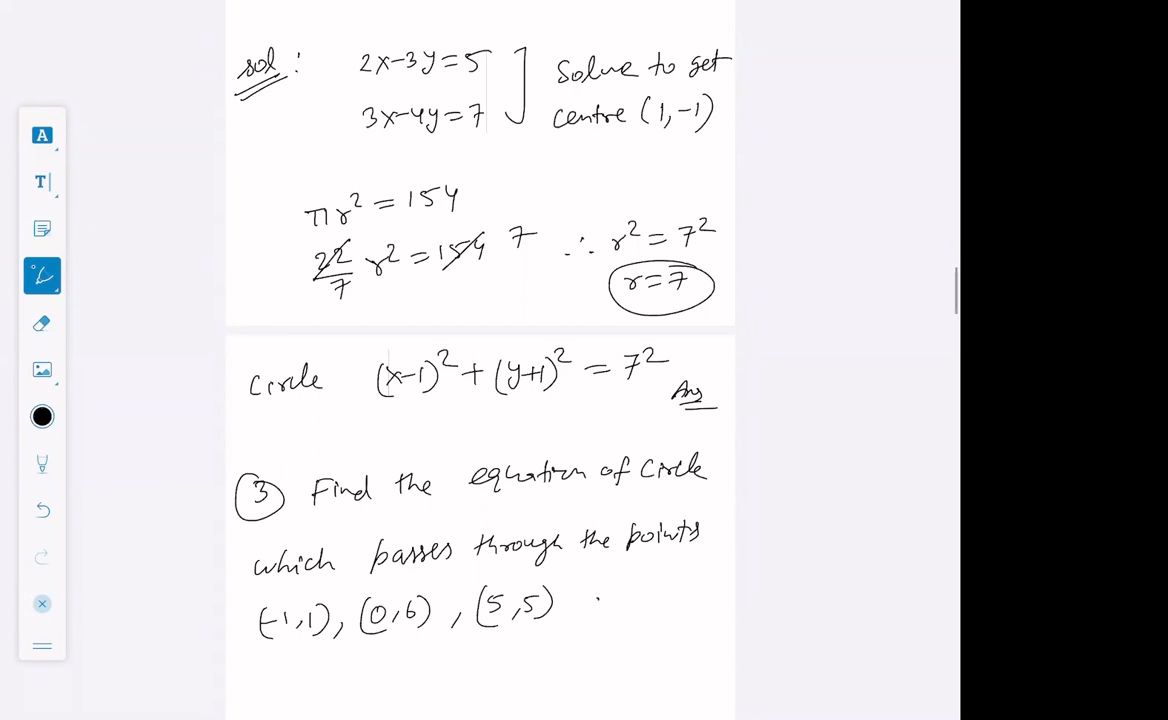 sol: 2x-3y=5 ] Solve to get
3x-4y=7 centre (1,-1)
πr² = 154
22/7 r² = 154 7 ∴ r² = 7²
r=7
Circle (x-1)² + (y+1)² = 7² Ans
③ Find the equation of circle
which passes through the points
(-1,1), (0,6), (5,5) .
A
T